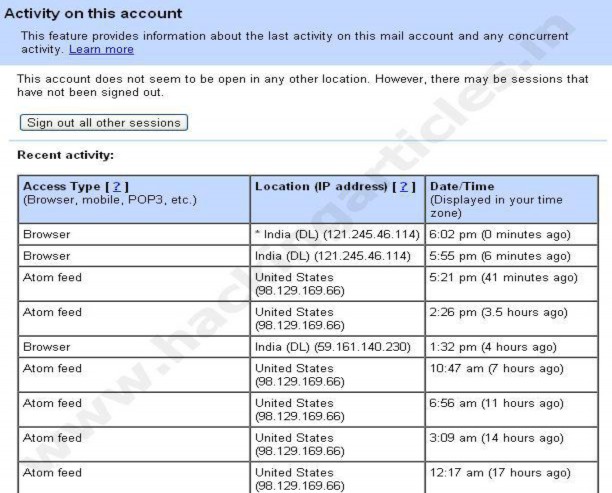 Activity on this account
This feature provides information about the last activity on this mail account and any concurrent
activity. Learn more
This account does not seem to be open in any other location. However, there may be sessions that
have not been signed out.
Sign out all other sessions
Recent activity:
Access Type [ ? ]
(Browser, mobile, POP3, etc.)
Location (IP address) [ ? ]
Date/Time
(Displayed in your time
zone)
Browser
* India (DL) (121.245.46.114)
6:02 pm (0 minutes ago)
Browser
India (DL) (121.245.46.114)
5:55 pm (6 minutes ago)
Atom feed
United States
(98.129.169.66)
5:21 pm (41 minutes ago)
Atom feed
United States
(98.129.169.66)
2:26 pm (3.5 hours ago)
Browser
India (DL) (59.161.140.230)
1:32 pm (4 hours ago)
Atom feed
United States
(98.129.169.66)
10:47 am (7 hours ago)
Atom feed
United States
(98.129.169.66)
6:56 am (11 hours ago)
Atom feed
United States
(98.129.169.66)
3:09 am (14 hours ago)
Atom feed
United States
(98.129.169.66)
12:17 am (17 hours ago)
www.hackingarticles.in